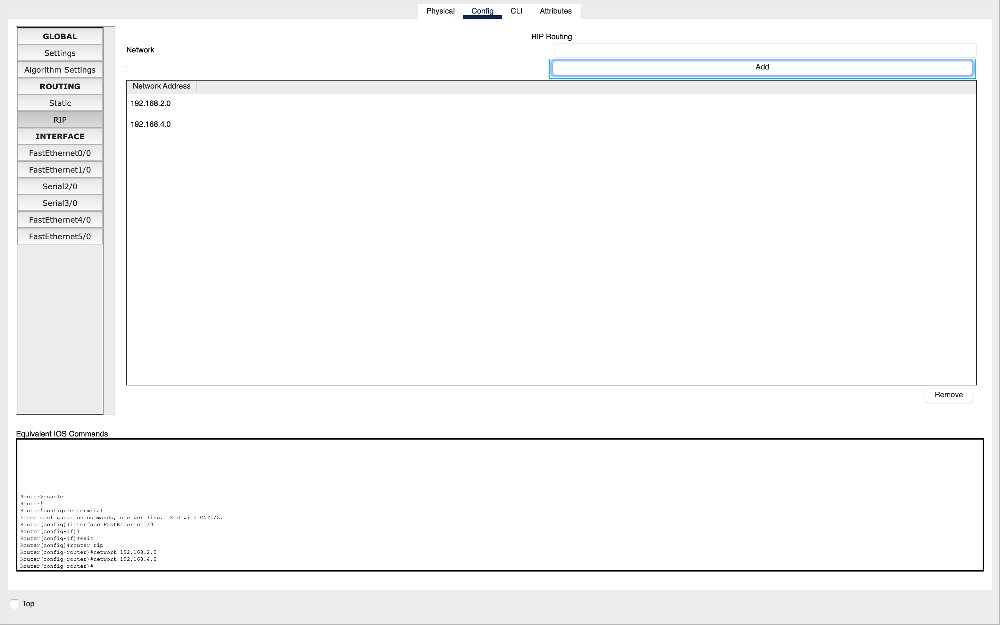 Physical Config CLI Attributes
GLOBAL
Settings
Algorithm Settings
ROUTING
Static
RIP
INTERFACE
FastEthernet0/0
FastEthernet1/0
Serial2/0
Serial3/0
FastEthernet4/0
FastEthernet5/0
RIP Routing
Network
Add
Network Address
192.168.2.0
192.168.4.0
Remove
Equivalent IOS Commands
Router>enable
Router#
Router#configure terminal
Enter configuration commands, one per line.  End with CNTL/Z.
Router(config)#interface FastEthernet1/0
Router(config-if)#
Router(config-if)#exit
Router(config)#router rip
Router(config-router)#network 192.168.2.0
Router(config-router)#network 192.168.4.0
Router(config-router)#
Top